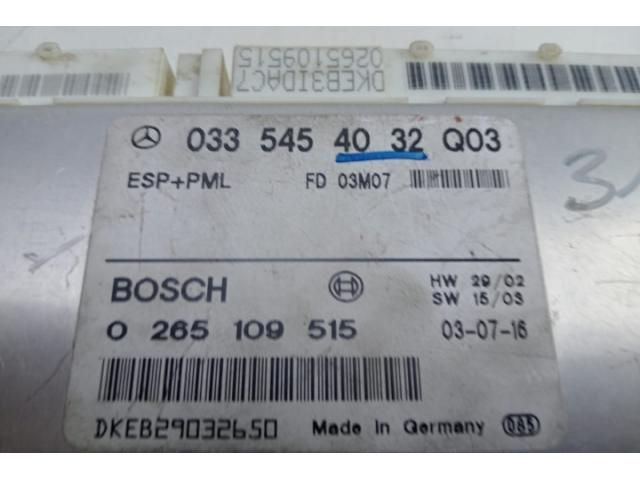 DKEB3IDAC7
0265109515
033 545 40 32 Q03
ESP+PML FD 03M07
BOSCH HW 29/02
SW 15/03
0 265 109 515 03-07-16
DKEB29032650 Made In Germany 085